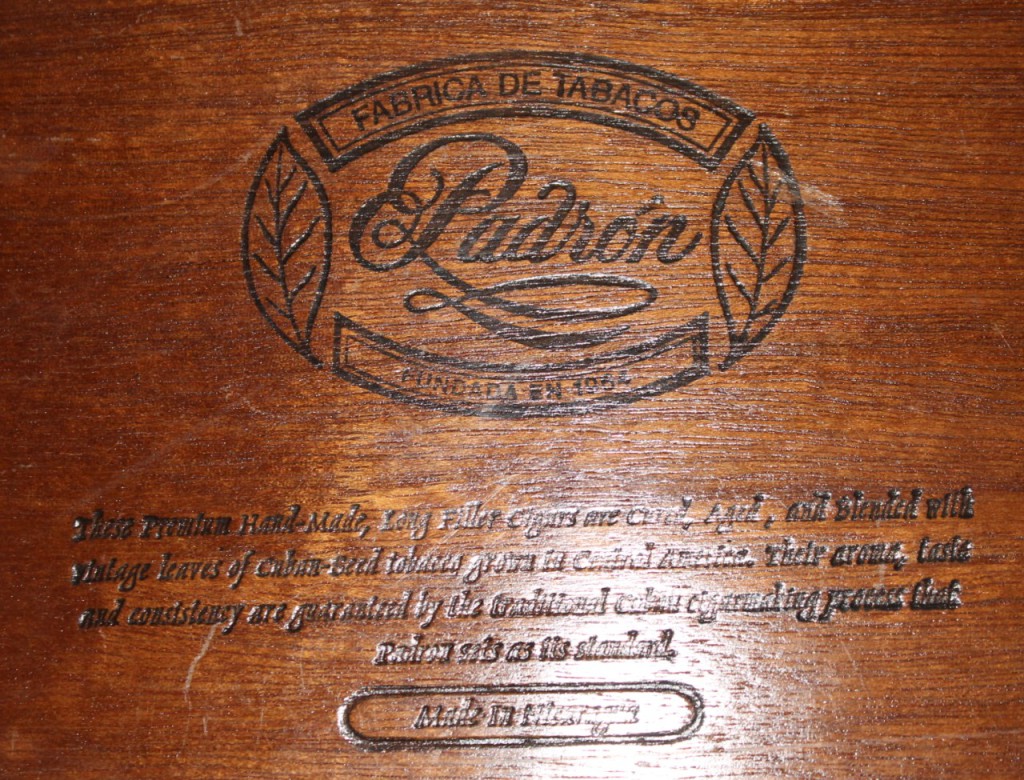 FABRICA DE TABACOS
Padrón
FUNDADA EN 1964
These Premium Hand-Made, Long Filler Cigars are Cured, Aged, and Blended with
Vintage leaves of Cuban-Seed tobacco grown in Central America. Their aroma, taste
and consistency are guaranteed by the traditional Cuban cigarmaking process that
Padron sets as its standard.
Made In Nicaragua